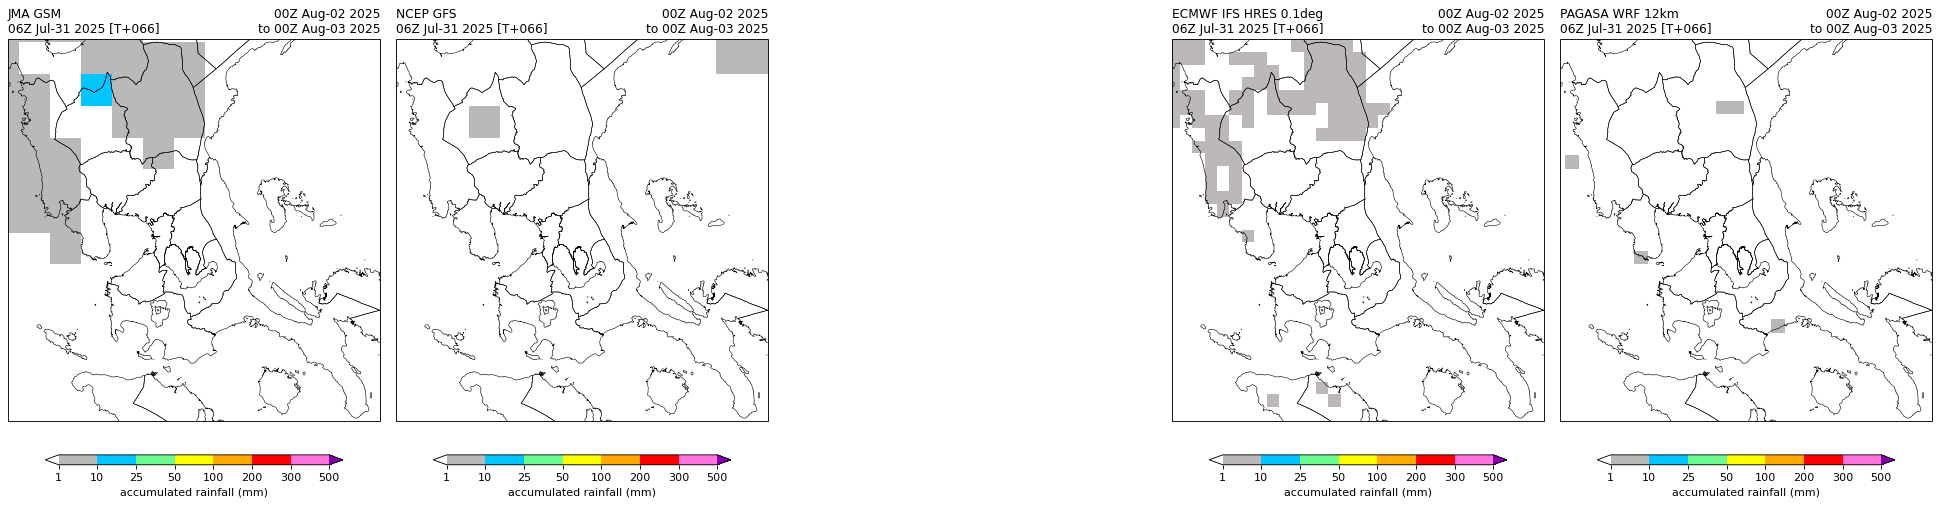 JMA GSM 00Z Aug-02 2025
06Z Jul-31 2025 [T+066] to 00Z Aug-03 2025
1 10 25 50 100 200 300 500
accumulated rainfall (mm)
NCEP GFS 00Z Aug-02 2025
06Z Jul-31 2025 [T+066] to 00Z Aug-03 2025
1 10 25 50 100 200 300 500
accumulated rainfall (mm)
ECMWF IFS HRES 0.1deg 00Z Aug-02 2025
06Z Jul-31 2025 [T+066] to 00Z Aug-03 2025
1 10 25 50 100 200 300 500
accumulated rainfall (mm)
PAGASA WRF 12km 00Z Aug-02 2025
06Z Jul-31 2025 [T+066] to 00Z Aug-03 2025
1 10 25 50 100 200 300 500
accumulated rainfall (mm)